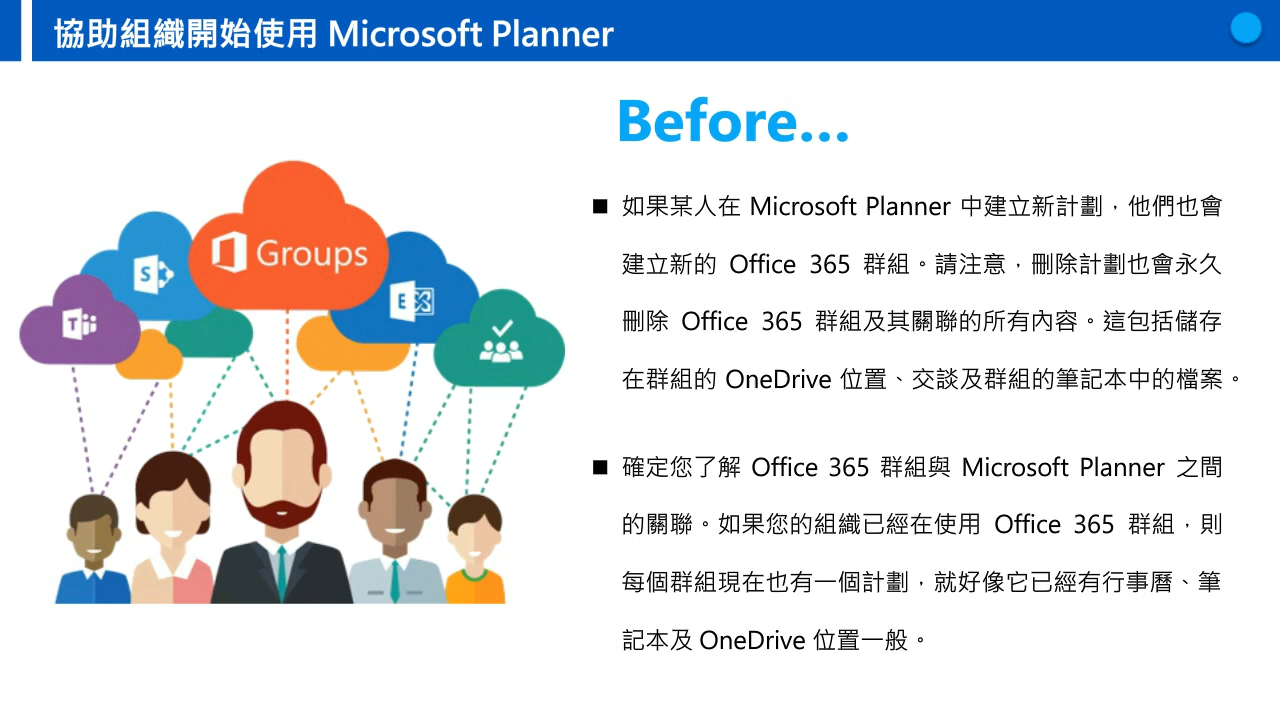 協助組織開始使用 Microsoft Planner
Before...
■ 如果某人在 Microsoft Planner 中建立新計劃，他們也會
建立新的 Office 365 群組。請注意，刪除計劃也會永久
刪除 Office 365 群組及其關聯的所有內容。這包括儲存
在群組的 OneDrive 位置、交談及群組的筆記本中的檔案。
■ 確定您了解 Office 365 群組與 Microsoft Planner 之間
的關聯。如果您的組織已經在使用 Office 365 群組，則
每個群組現在也有一個計劃，就好像它已經有行事曆、筆
記本及 OneDrive 位置一般。
Groups
S
E
T